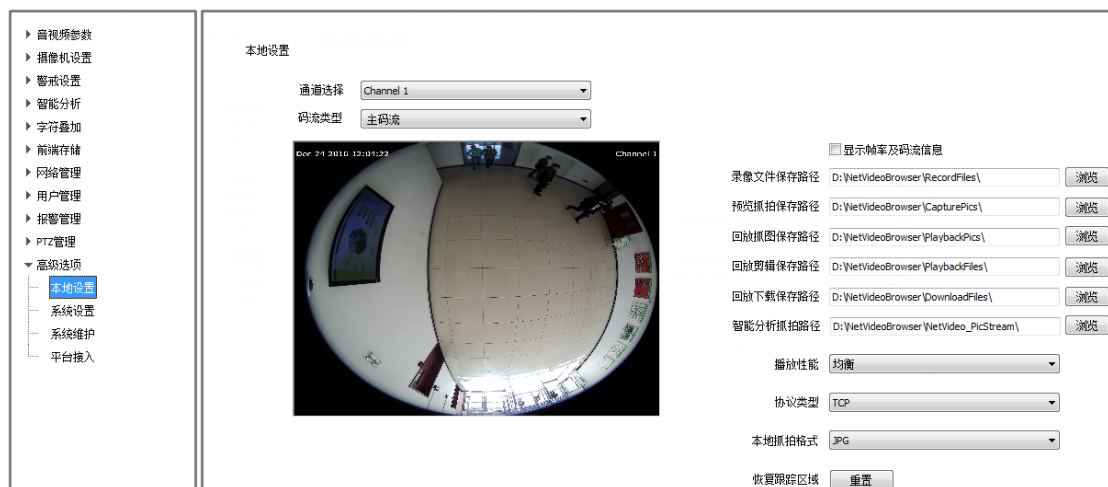 音视频参数
摄像机设置
警戒设置
智能分析
字符叠加
前端存储
网络管理
用户管理
报警管理
PTZ管理
高级选项
本地设置
系统设置
系统维护
平台接入
本地设置
通道选择 Channel 1
码流类型 主码流
Dec 24 2016 12:04:22 Channel 1
显示帧率及码流信息
录像文件保存路径 D:\NetVideoBrowser\RecordFiles\ 浏览
预览抓拍保存路径 D:\NetVideoBrowser\CapturePics\ 浏览
回放抓图保存路径 D:\NetVideoBrowser\PlaybackPics\ 浏览
回放剪辑保存路径 D:\NetVideoBrowser\PlaybackFiles\ 浏览
回放下载保存路径 D:\NetVideoBrowser\DownloadFiles\ 浏览
智能分析抓拍路径 D:\NetVideoBrowser\NetVideo_PicStream\ 浏览
播放性能 均衡
协议类型 TCP
本地抓拍格式 JPG
恢复跟踪区域 重置